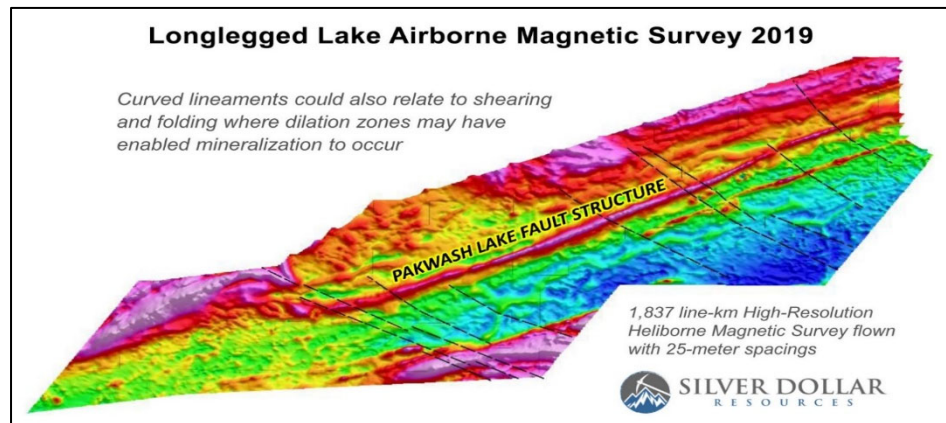 Longlegged Lake Airborne Magnetic Survey 2019
Curved lineaments could also relate to shearing
and folding where dilation zones may have
enabled mineralization to occur
PAKWASH LAKE FAULT STRUCTURE
1,837 line-km High-Resolution
Heliborne Magnetic Survey flown
with 25-meter spacings
SILVER DOLLAR
RESOURCES